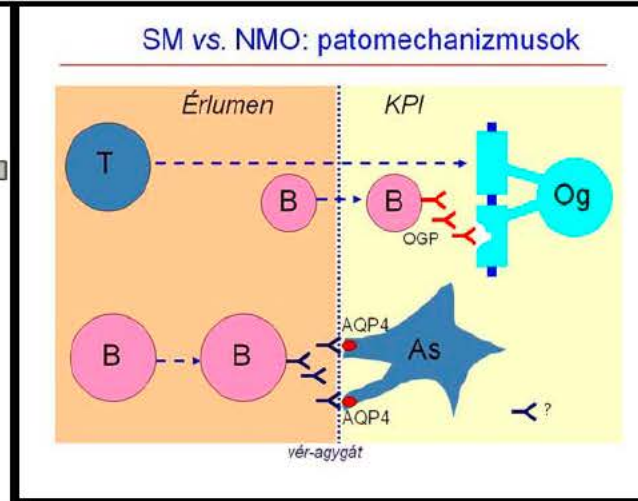 SM vs. NMO: patomechanizmusok
Érlumen
KPI
T
B
B
Og
OGP
B
B
AQP4
As
AQP4
?
vér-agygát